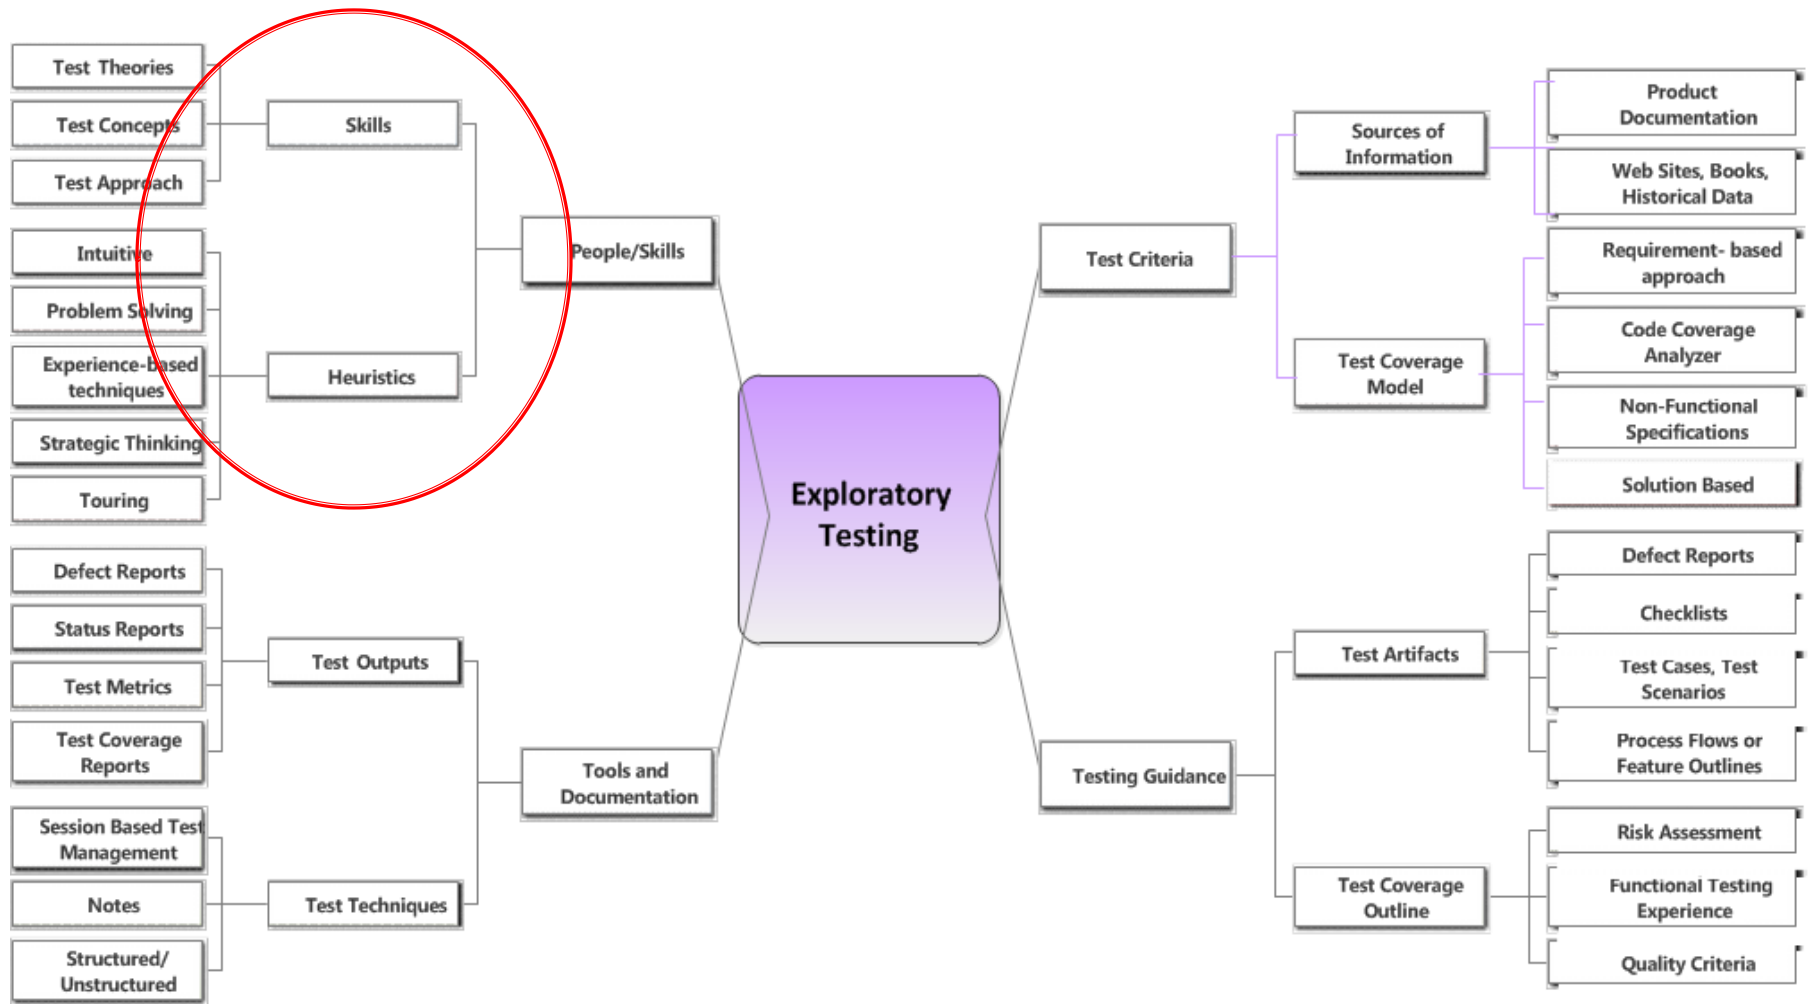 Test Theories
Test Concepts
Test Approach
Skills
Intuitive
Problem Solving
Experience-based
techniques
Strategic Thinking
Touring
Heuristics
People/Skills
Defect Reports
Status Reports
Test Metrics
Test Coverage
Reports
Test Outputs
Session Based Test
Management
Notes
Structured/
Unstructured
Test Techniques
Tools and
Documentation
Exploratory
Testing
Test Criteria
Sources of
Information
Product
Documentation
Web Sites, Books,
Historical Data
Test Coverage
Model
Requirement- based
approach
Code Coverage
Analyzer
Non-Functional
Specifications
Solution Based
Testing Guidance
Test Artifacts
Defect Reports
Checklists
Test Cases, Test
Scenarios
Process Flows or
Feature Outlines
Test Coverage
Outline
Risk Assessment
Functional Testing
Experience
Quality Criteria